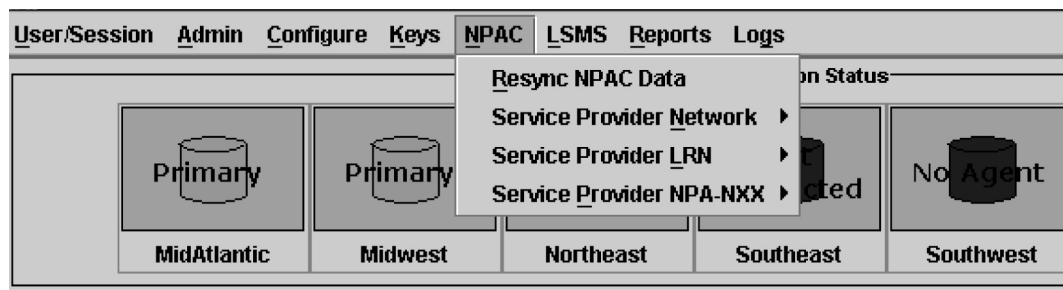 User/Session Admin Configure Keys NPAC LSMS Reports Logs
Resync NPAC Data
Service Provider Network
Service Provider LRN
Service Provider NPA-NXX
Status
Primary Primary No Agent
MidAtlantic Midwest Northeast Southeast Southwest